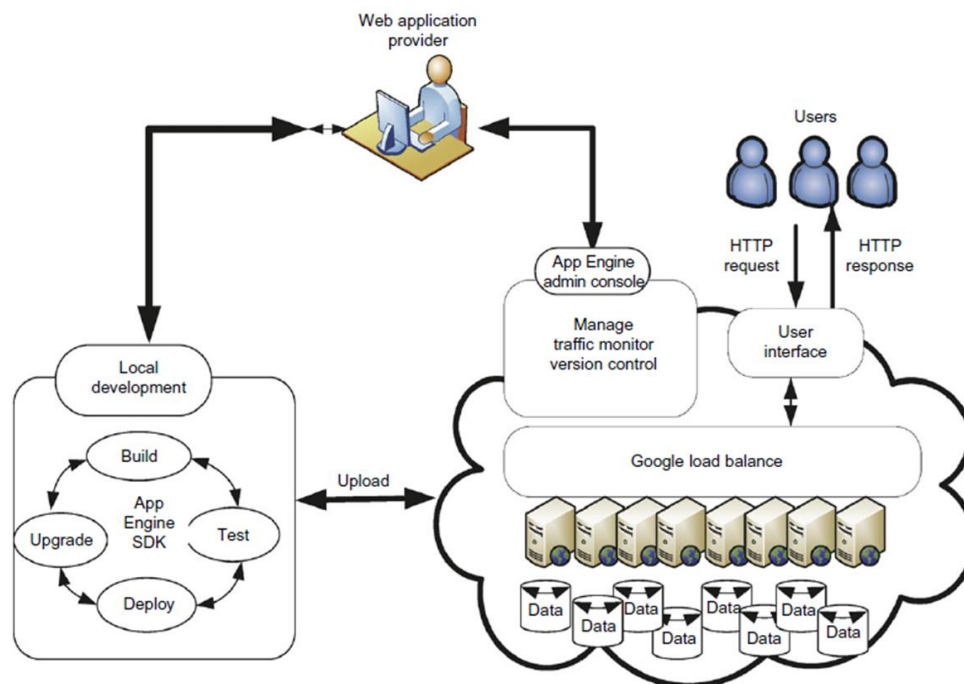 Web application
provider
Users
HTTP
request
HTTP
response
App Engine
admin console
Manage
traffic monitor
version control
User
interface
Local
development
Build
App
Engine
SDK
Upgrade
Test
Deploy
Upload
Google load balance
Data
Data
Data
Data
Data
Data
Data
Data